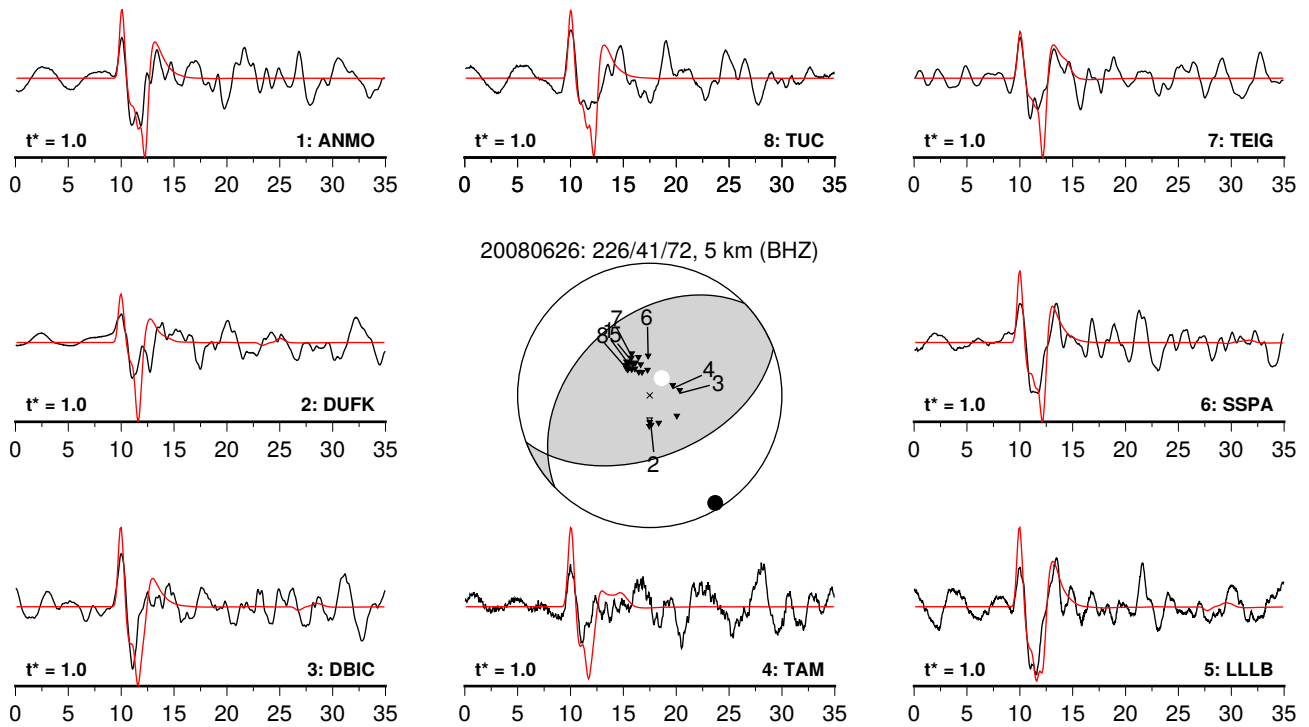 t* = 1.0 1: ANMO
0 5 10 15 20 25 30 35
t* = 1.0 8: TUC
0 5 10 15 20 25 30 35
t* = 1.0 7: TEIG
0 5 10 15 20 25 30 35
t* = 1.0 2: DUFK
0 5 10 15 20 25 30 35
20080626: 226/41/72, 5 km (BHZ)
7 6
8 1 5
4
3
2
t* = 1.0 6: SSPA
0 5 10 15 20 25 30 35
t* = 1.0 3: DBIC
0 5 10 15 20 25 30 35
t* = 1.0 4: TAM
0 5 10 15 20 25 30 35
t* = 1.0 5: LLLB
0 5 10 15 20 25 30 35